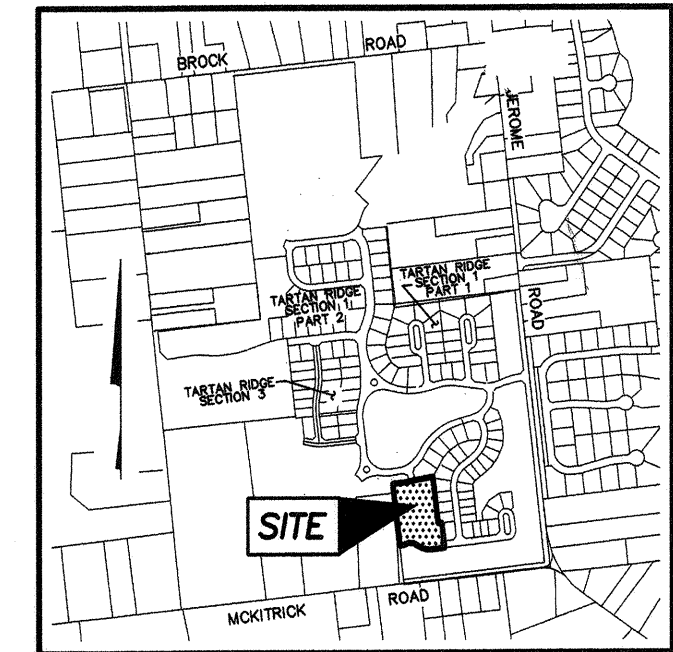 BROCK ROAD
JEROME
ROAD
TARTAN RIDGE
SECTION 1
PART 1
TARTAN RIDGE
SECTION 1
PART 2
TARTAN RIDGE
SECTION 3
SITE
MCKITRICK ROAD